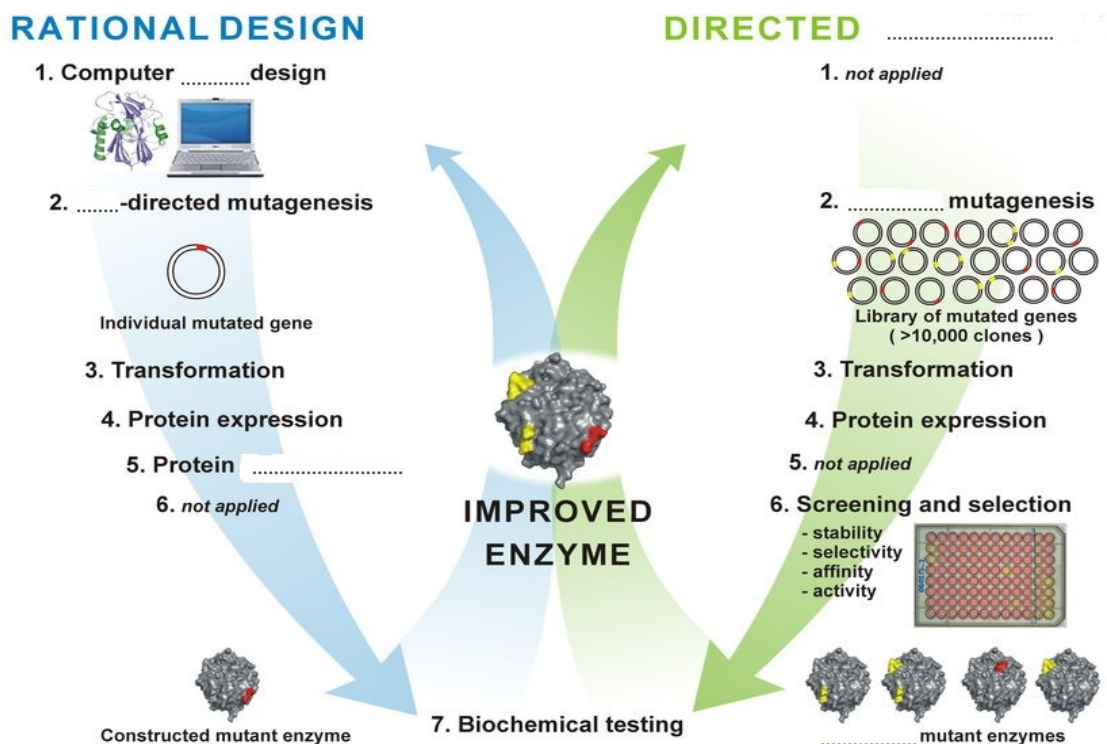 RATIONAL DESIGN
1. Computer ......... design
2. .......-directed mutagenesis
Individual mutated gene
3. Transformation
4. Protein expression
5. Protein ......................
6. not applied
Constructed mutant enzyme
IMPROVED
ENZYME
7. Biochemical testing
DIRECTED ............................
1. not applied
2. ................ mutagenesis
Library of mutated genes
( >10,000 clones )
3. Transformation
4. Protein expression
5. not applied
6. Screening and selection
- stability
- selectivity
- affinity
- activity
................ mutant enzymes